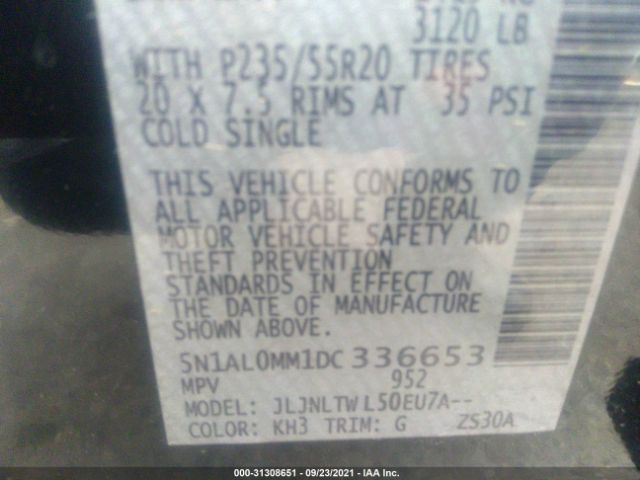 3120 LB
WITH P235/55R20 TIRES
20 X 7.5 RIMS AT 35 PSI
COLD SINGLE
THIS VEHICLE CONFORMS TO
ALL APPLICABLE FEDERAL
MOTOR VEHICLE SAFETY AND
THEFT PREVENTION
STANDARDS IN EFFECT ON
THE DATE OF MANUFACTURE
SHOWN ABOVE.
5N1AL0MM1DC336653
MPV 952
MODEL: JLJNLTWL50EU7A--
COLOR: KH3 TRIM: G ZS30A
000-31308651 - 09/23/2021 - IAA Inc.